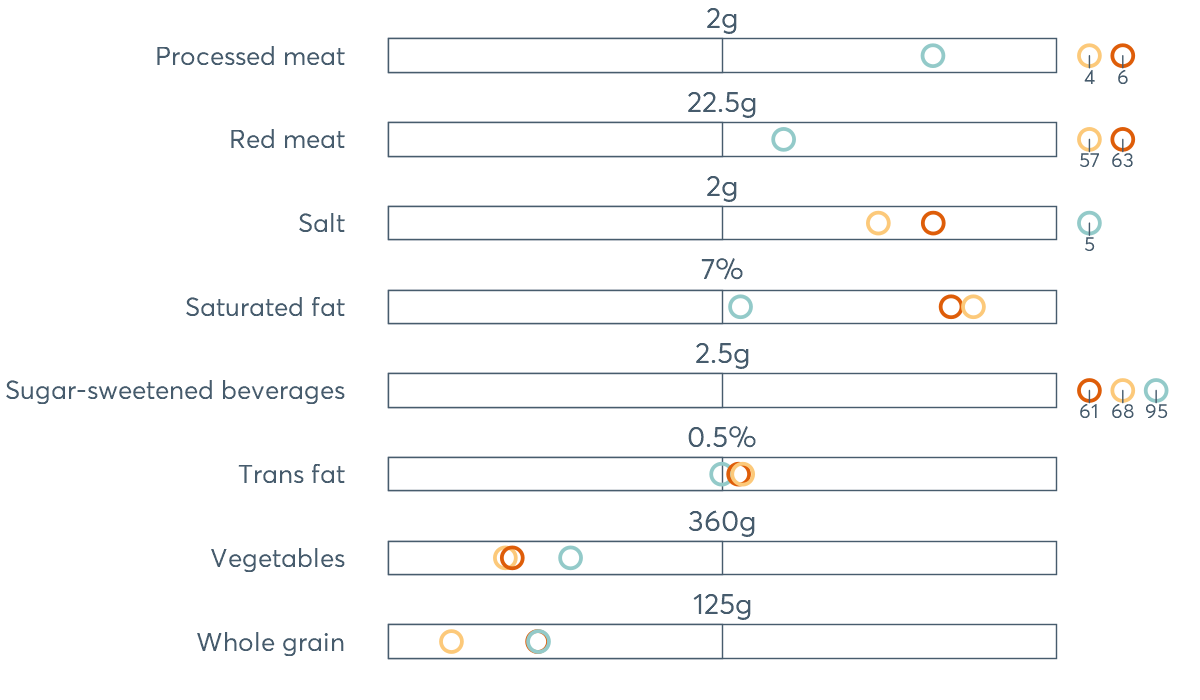 2g
Processed meat
4 6
22.5g
Red meat
57 63
2g
Salt
5
7%
Saturated fat
2.5g
Sugar-sweetened beverages
61 68 95
0.5%
Trans fat
360g
Vegetables
125g
Whole grain